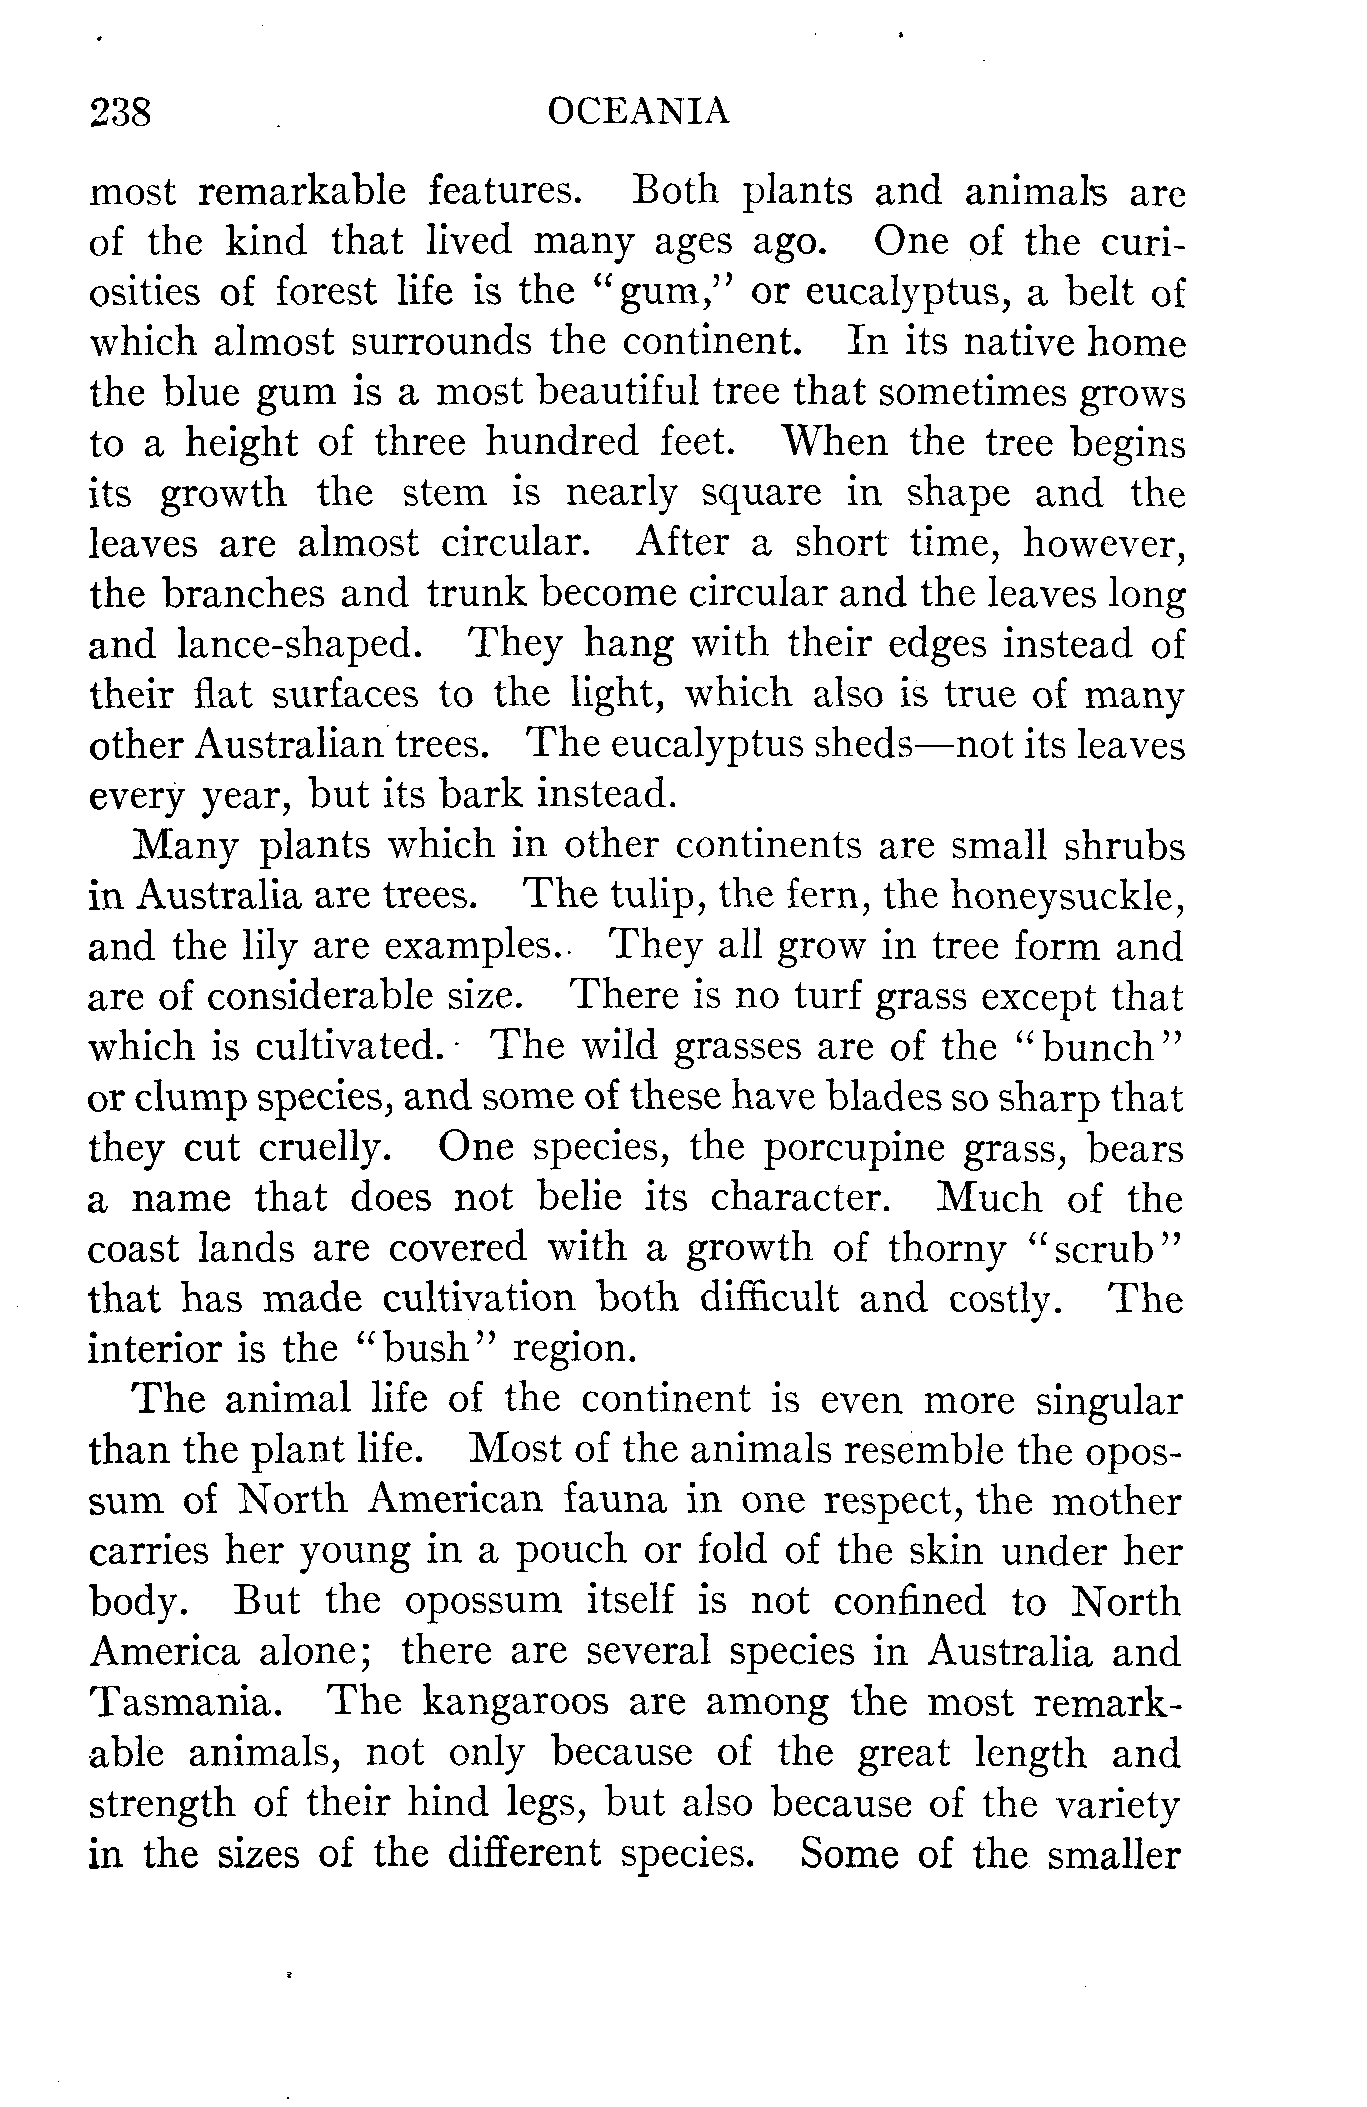 238 OCEANIA
most remarkable features. Both plants and animals are
of the kind that lived many ages ago. One of the curi-
osities of forest life is the "gum," or eucalyptus, a belt of
which almost surrounds the continent. In its native home
the blue gum is a most beautiful tree that sometimes grows
to a height of three hundred feet. When the tree begins
its growth the stem is nearly square in shape and the
leaves are almost circular. After a short time, however,
the branches and trunk become circular and the leaves long
and lance-shaped. They hang with their edges instead of
their flat surfaces to the light, which also is true of many
other Australian trees. The eucalyptus sheds—not its leaves
every year, but its bark instead.
Many plants which in other continents are small shrubs
in Australia are trees. The tulip, the fern, the honeysuckle,
and the lily are examples. They all grow in tree form and
are of considerable size. There is no turf grass except that
which is cultivated. The wild grasses are of the "bunch"
or clump species, and some of these have blades so sharp that
they cut cruelly. One species, the porcupine grass, bears
a name that does not belie its character. Much of the
coast lands are covered with a growth of thorny "scrub"
that has made cultivation both difficult and costly. The
interior is the "bush" region.
The animal life of the continent is even more singular
than the plant life. Most of the animals resemble the opos-
sum of North American fauna in one respect, the mother
carries her young in a pouch or fold of the skin under her
body. But the opossum itself is not confined to North
America alone; there are several species in Australia and
Tasmania. The kangaroos are among the most remark-
able animals, not only because of the great length and
strength of their hind legs, but also because of the variety
in the sizes of the different species. Some of the smaller